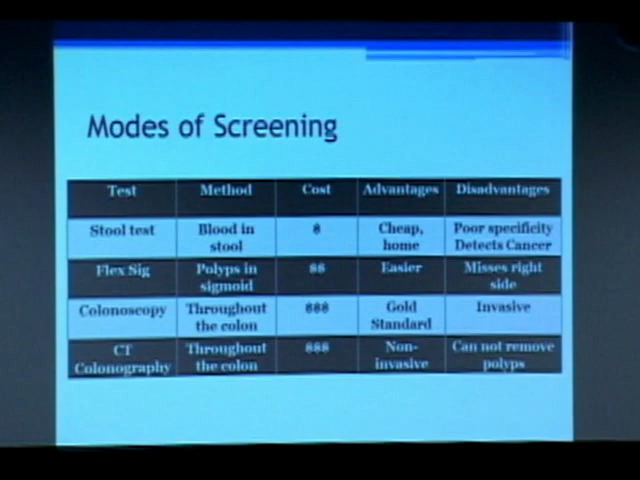 Modes of Screening
Test Method Cost Advantages Disadvantages
Stool test Blood in stool $ Cheap, home Poor specificity Detects Cancer
Flex Sig Polyps in sigmoid $$ Easier Misses right side
Colonoscopy Throughout the colon $$$ Gold Standard Invasive
CT Colonography Throughout the colon $$$ Non-invasive Can not remove polyps